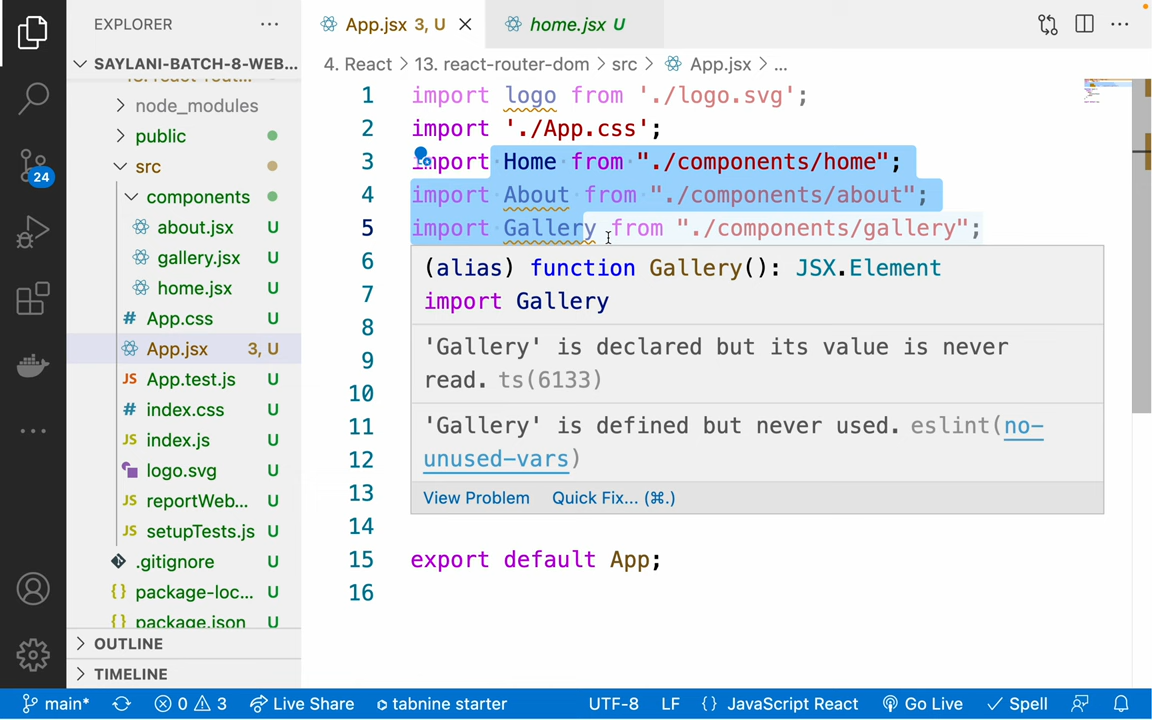 EXPLORER
SAYLANI-BATCH-8-WEB...
node_modules
public
src
components
about.jsx U
gallery.jsx U
home.jsx U
App.css U
App.jsx 3, U
App.test.js U
index.css U
index.js U
logo.svg U
reportWeb... U
setupTests.js U
.gitignore U
package-loc... U
package.json U
OUTLINE
TIMELINE
24
App.jsx 3, U
home.jsx U
4. React > 13. react-router-dom > src > App.jsx > ...
1 import logo from './logo.svg';
2 import './App.css';
3 import Home from "./components/home";
4 import About from "./components/about";
5 import Gallery from "./components/gallery";
6
7
8
9
10
11
12
13
14
15 export default App;
16
(alias) function Gallery(): JSX.Element
import Gallery
'Gallery' is declared but its value is never
read. ts(6133)
'Gallery' is defined but never used. eslint(no-
unused-vars)
View Problem Quick Fix... (⌘.)
main* 0 3 Live Share tabnine starter UTF-8 LF {} JavaScript React Go Live Spell